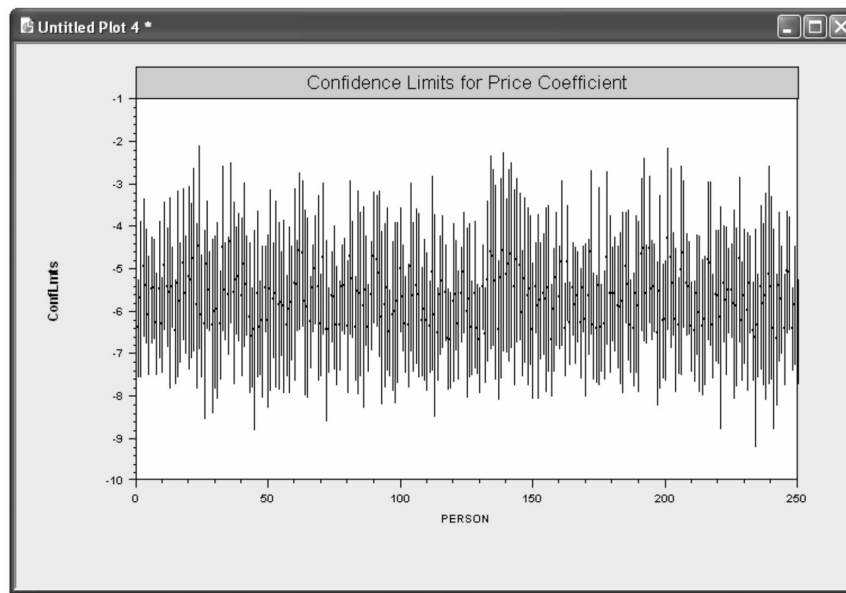 Untitled Plot 4 *
Confidence Limits for Price Coefficient
-1
-2
-3
-4
-5
-6
-7
-8
-9
-10
ConfLmts
0 50 100 150 200 250
PERSON